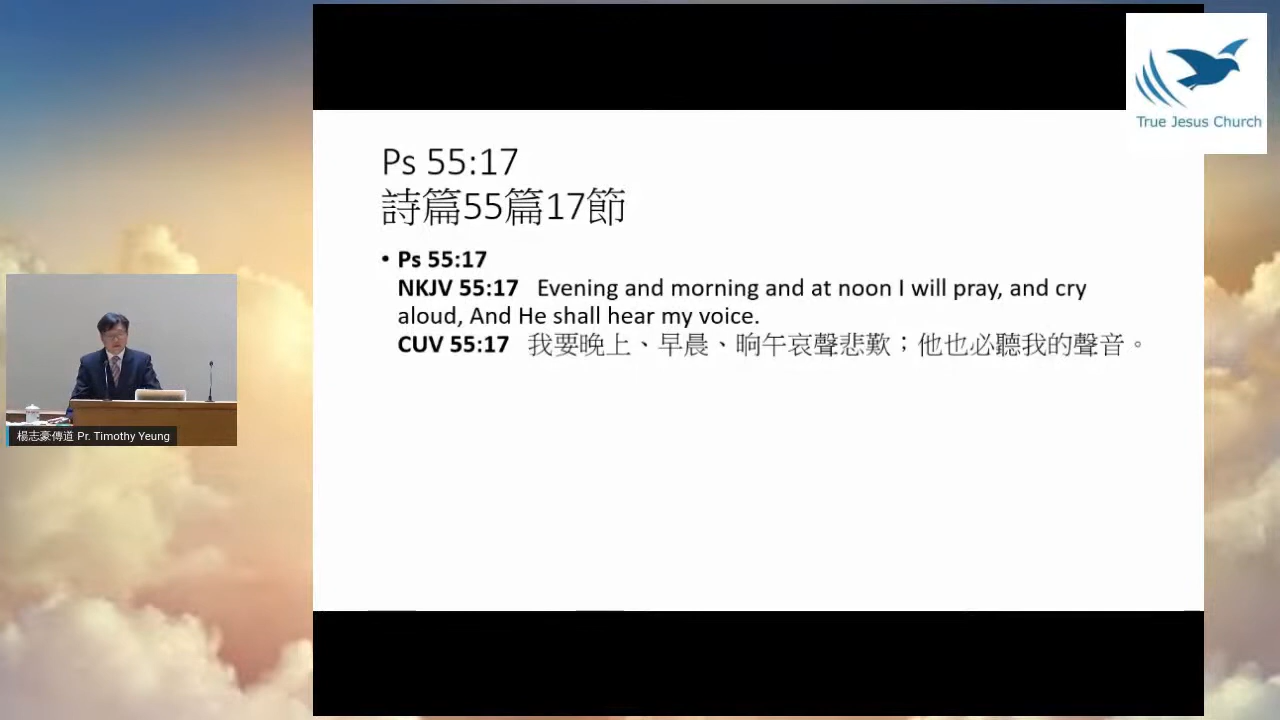 True Jesus Church
Ps 55:17
詩篇55篇17節
• Ps 55:17
NKJV 55:17 Evening and morning and at noon I will pray, and cry
aloud, And He shall hear my voice.
CUV 55:17 我要晚上、早晨、晌午哀聲悲歎；他也必聽我的聲音。
楊志豪傳道 Pr. Timothy Yeung